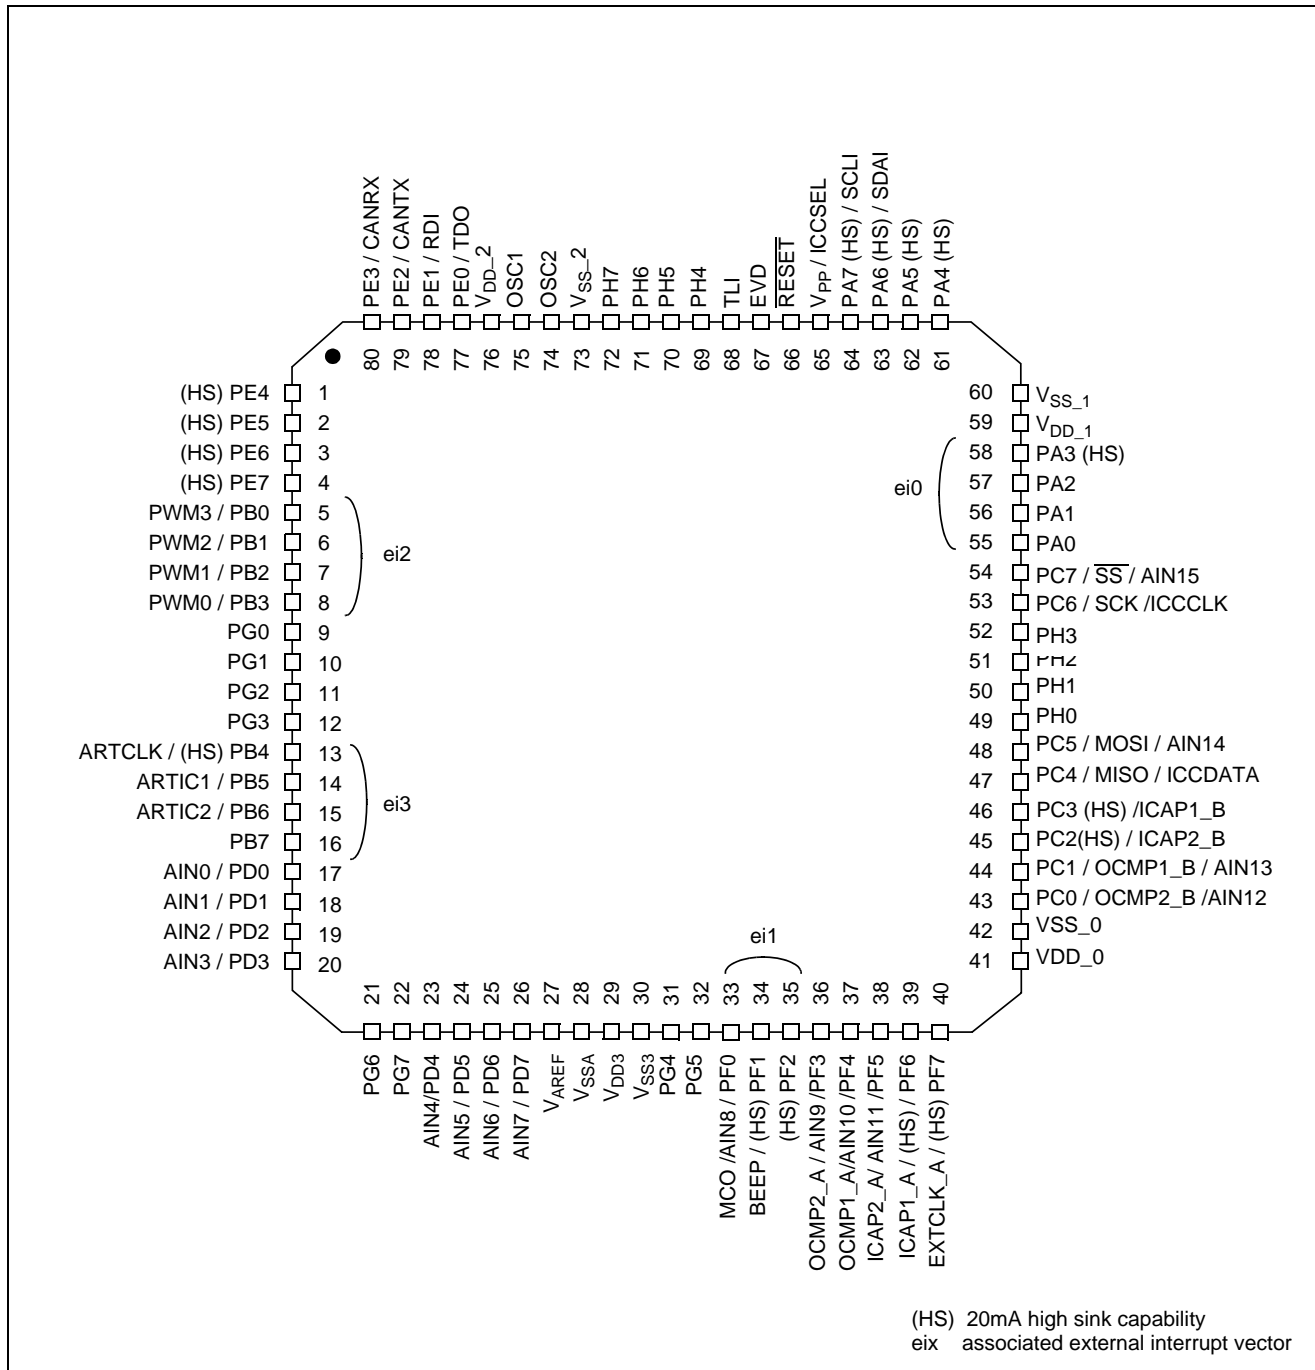 PE3 / CANRX
PE2 / CANTX
PE1 / RDI
PE0 / TDO
VDD_2
OSC1
OSC2
VSS_2
PH7
PH6
PH5
PH4
TLI
EVD
RESET
VPP / ICCSEL
PA7 (HS) / SCLI
PA6 (HS) / SDAI
PA5 (HS)
PA4 (HS)
80
79
78
77
76
75
74
73
72
71
70
69
68
67
66
65
64
63
62
61
(HS) PE4 1
(HS) PE5 2
(HS) PE6 3
(HS) PE7 4
PWM3 / PB0 5
PWM2 / PB1 6
PWM1 / PB2 7
PWM0 / PB3 8
ei2
PG0 9
PG1 10
PG2 11
PG3 12
ARTCLK / (HS) PB4 13
ARTIC1 / PB5 14
ARTIC2 / PB6 15
PB7 16
ei3
AIN0 / PD0 17
AIN1 / PD1 18
AIN2 / PD2 19
AIN3 / PD3 20
60 VSS_1
59 VDD_1
58 PA3 (HS)
57 PA2
56 PA1
55 PA0
ei0
54 PC7 / SS / AIN15
53 PC6 / SCK /ICCCLK
52 PH3
51 PH2
50 PH1
49 PH0
48 PC5 / MOSI / AIN14
47 PC4 / MISO / ICCDATA
46 PC3 (HS) /ICAP1_B
45 PC2(HS) / ICAP2_B
44 PC1 / OCMP1_B / AIN13
43 PC0 / OCMP2_B /AIN12
42 VSS_0
41 VDD_0
ei1
21
22
23
24
25
26
27
28
29
30
31
32
33
34
35
36
37
38
39
40
PG6
PG7
AIN4/PD4
AIN5 / PD5
AIN6 / PD6
AIN7 / PD7
VAREF
VSSA
VDD3
VSS3
PG4
PG5
MCO /AIN8 / PF0
BEEP / (HS) PF1
(HS) PF2
OCMP2_A / AIN9 /PF3
OCMP1_A/AIN10 /PF4
ICAP2_A/ AIN11 /PF5
ICAP1_A / (HS) / PF6
EXTCLK_A / (HS) PF7
(HS) 20mA high sink capability
eix associated external interrupt vector